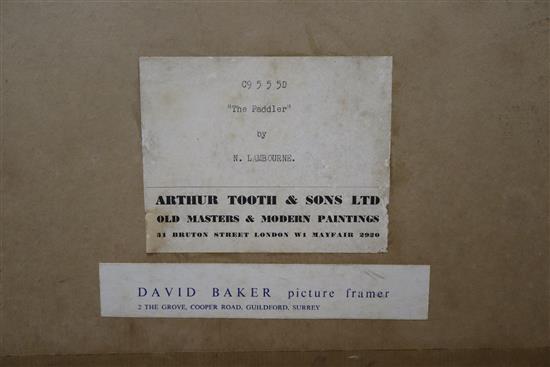 C9 5 5 5D
"The Paddler"
by
N. LAMBOURNE.
ARTHUR TOOTH & SONS LTD
OLD MASTERS & MODERN PAINTINGS
31 BRUTON STREET LONDON W1 MAYFAIR 2920
DAVID BAKER picture framer
2 THE GROVE, COOPER ROAD, GUILDFORD, SURREY